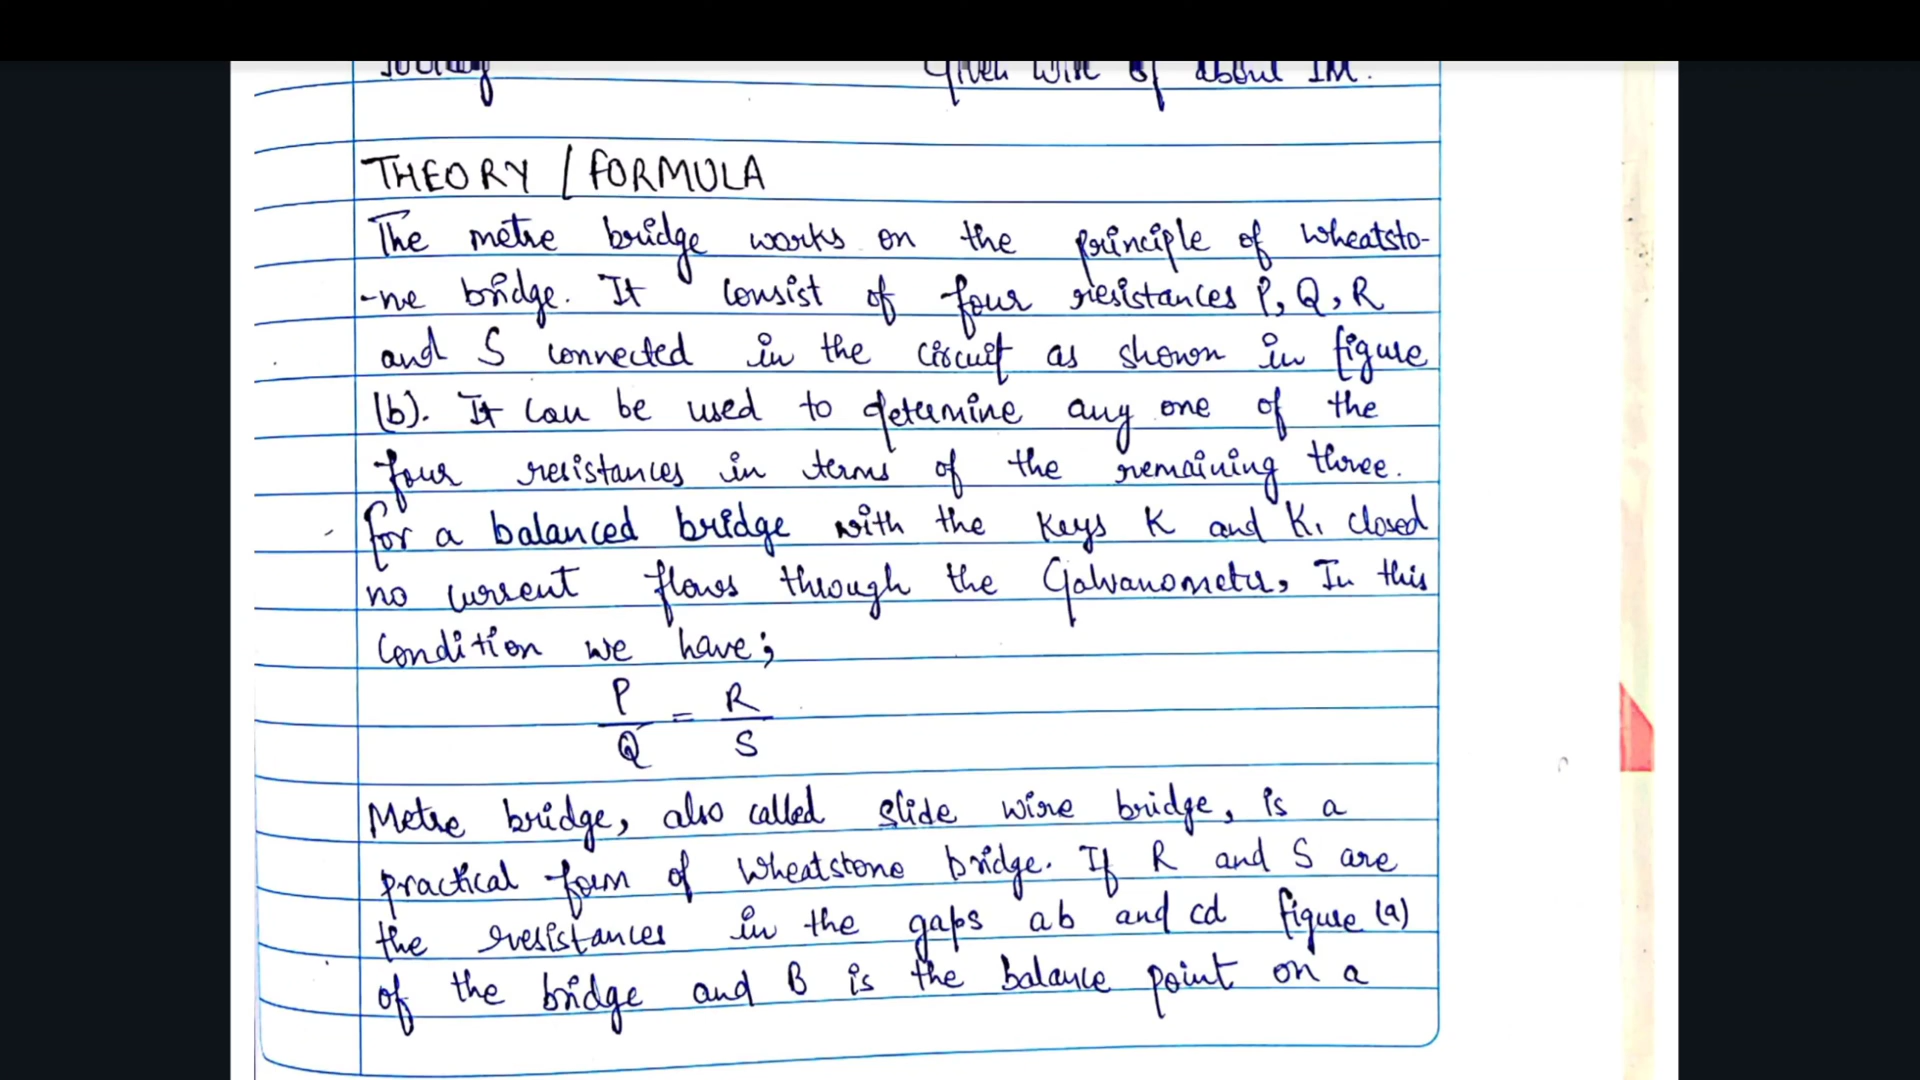 Given wire of about 1M.
THEORY / FORMULA
The metre bridge works on the principle of wheatsto-
-ne bridge. It consist of four resistances P, Q, R
and S connected in the circuit as shown in figure
(b). It can be used to determine any one of the
four resistances in terms of the remaining three.
for a balanced bridge with the keys K and K1 closed
no current flows through the Galvanometer, In this
condition we have;
P/Q = R/S
Metre bridge, also called slide wire bridge, is a
practical form of wheatstone bridge. If R and S are
the resistances in the gaps ab and cd figure (a)
of the bridge and B is the balance point on a